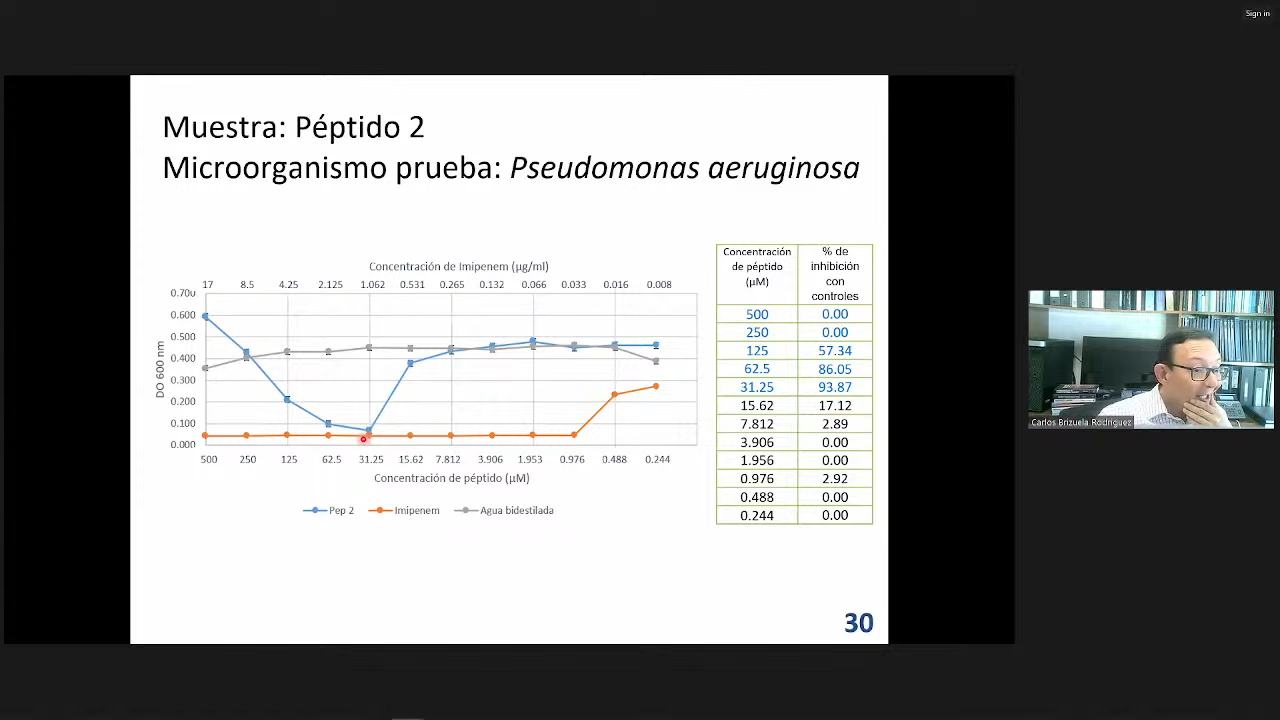 Sign in
Muestra: Péptido 2
Microorganismo prueba: Pseudomonas aeruginosa
Concentración de Imipenem (µg/ml)
17 8.5 4.25 2.125 1.062 0.531 0.265 0.132 0.066 0.033 0.016 0.008
0.700
0.600
0.500
0.400
0.300
0.200
0.100
0.000
DO 600 nm
500 250 125 62.5 31.25 15.62 7.812 3.906 1.953 0.976 0.488 0.244
Concentración de péptido (µM)
Pep 2 Imipenem Agua bidestilada
Concentración de péptido (µM)
% de inhibición con controles
500 0.00
250 0.00
125 57.34
62.5 86.05
31.25 93.87
15.62 17.12
7.812 2.89
3.906 0.00
1.956 0.00
0.976 2.92
0.488 0.00
0.244 0.00
30
Carlos Brizuela Rodriguez